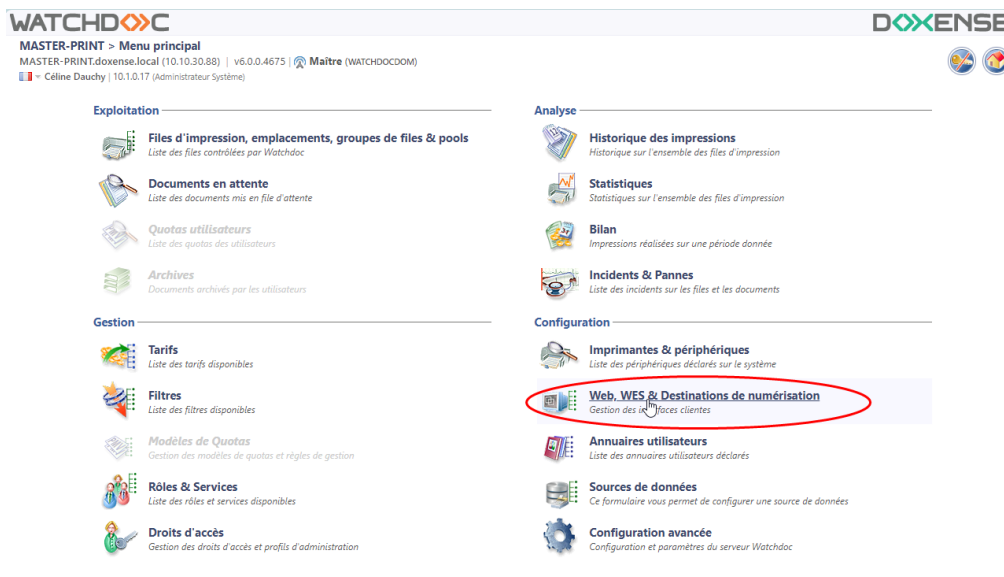 WATCHDOC
DOXENSE
MASTER-PRINT > Menu principal
MASTER-PRINT.doxense.local (10.10.30.88) | v6.0.0.4675 | Maître (WATCHDOCDOM)
Céline Dauchy | 10.1.0.17 (Administrateur Système)
Exploitation
Files d'impression, emplacements, groupes de files & pools
Liste des files contrôlées par Watchdoc
Documents en attente
Liste des documents mis en file d'attente
Quotas utilisateurs
Liste des quotas des utilisateurs
Archives
Documents archivés par les utilisateurs
Analyse
Historique des impressions
Historique sur l'ensemble des files d'impression
Statistiques
Statistiques sur l'ensemble des files d'impression
Bilan
Impressions réalisées sur une période donnée
Incidents & Pannes
Liste des incidents sur les files et les documents
Gestion
Tarifs
Liste des tarifs disponibles
Filtres
Liste des filtres disponibles
Modèles de Quotas
Gestion des modèles de quotas et règles de gestion
Rôles & Services
Liste des rôles et services disponibles
Droits d'accès
Gestion des droits d'accès et profils d'administration
Configuration
Imprimantes & périphériques
Liste des périphériques déclarés sur le système
Web, WES & Destinations de numérisation
Gestion des interfaces clientes
Annuaires utilisateurs
Liste des annuaires utilisateurs déclarés
Sources de données
Ce formulaire vous permet de configurer une source de données
Configuration avancée
Configuration et paramètres du serveur Watchdoc